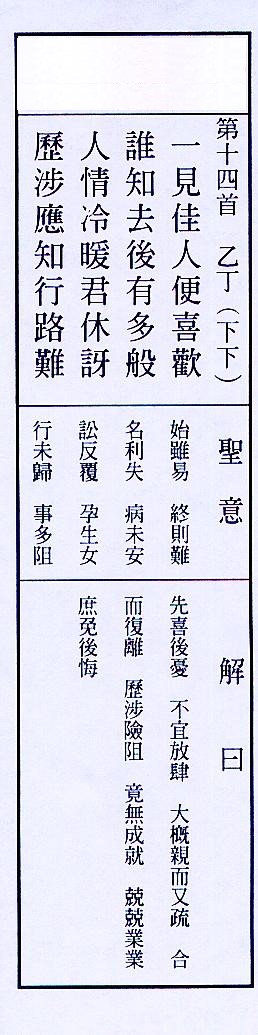 第十四首　乙丁（下下）
一見佳人便喜歡
誰知去後有多般
人情冷暖君休訝
歷涉應知行路難
聖意
始雖易　終則難
名利失　病未安
訟反覆　孕生女
行未歸　事多阻
解曰
先喜後憂　不宜放肆　大概親而又疏　合
而復離　歷涉險阻　竟無成就　兢兢業業
庶免後悔